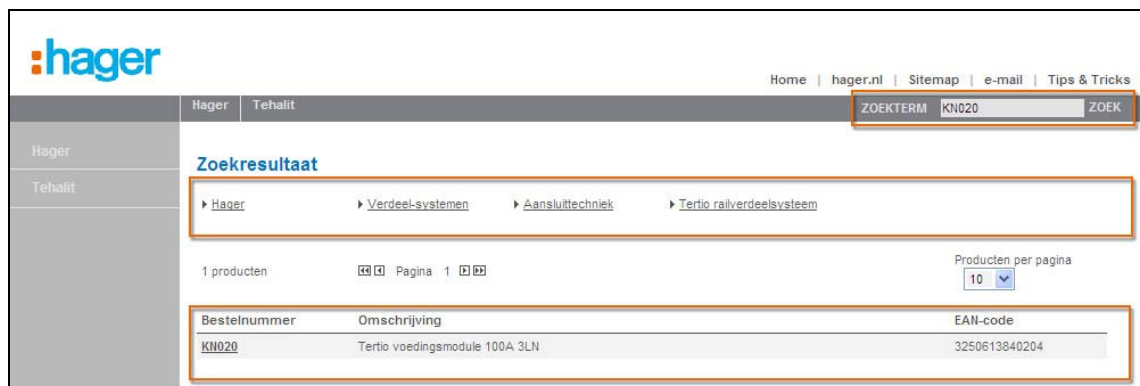 :hager
Home | hager.nl | Sitemap | e-mail | Tips & Tricks
Hager | Tehalit ZOEKTERM KN020 ZOEK
Hager
Tehalit
Zoekresultaat
Hager Verdeel-systemen Aansluittechniek Tertio railverdeelsysteem
1 producten Pagina 1 Producten per pagina
10
Bestelnummer Omschrijving EAN-code
KN020 Tertio voedingsmodule 100A 3LN 3250613840204